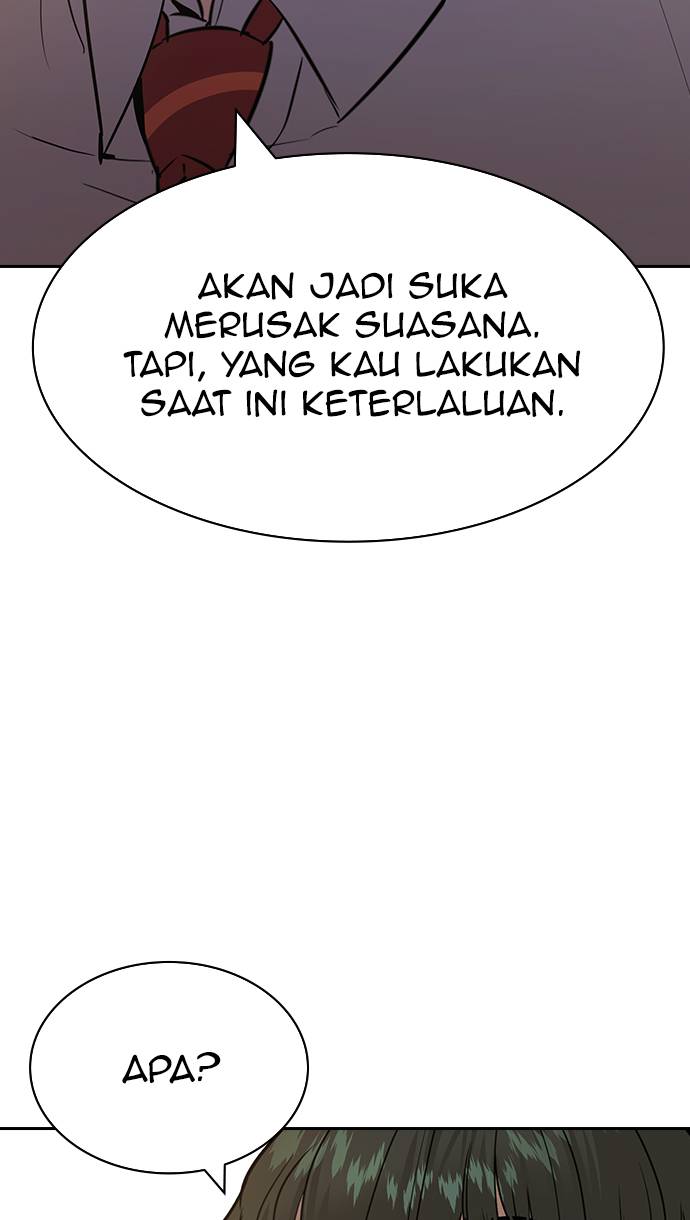 AKAN JADI SUKA
MERUSAK SUASANA.
TAPI, YANG KAU LAKUKAN
SAAT INI KETERLALUAN.
APA?